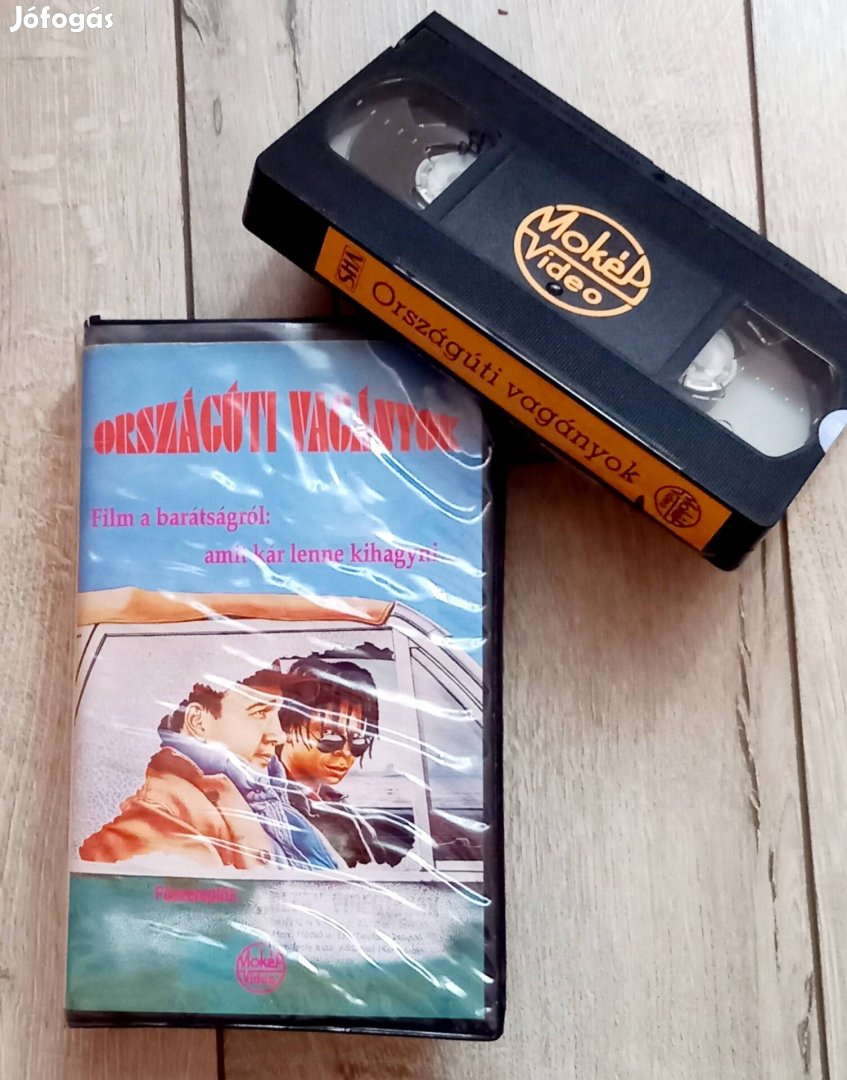 Jófogás
Mokép
Video
VHS
Országúti vagányok
ORSZÁGÚTI VAGÁNYOK
Film a barátságról:
amit kár lenne kihagyni
Főszereplők
Mokép
Video